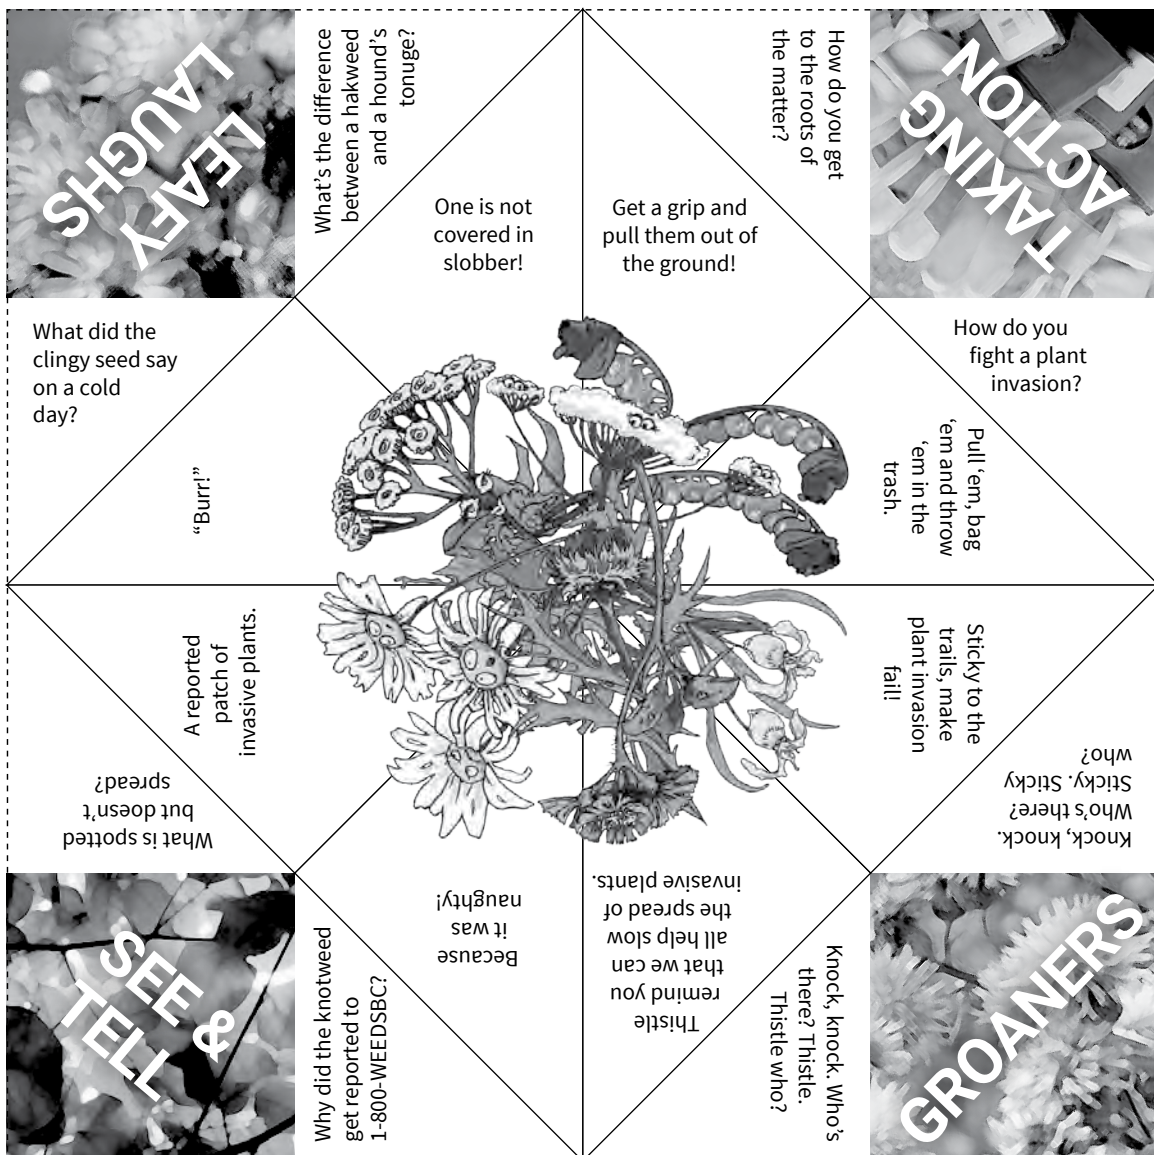 LEAFY
LAUGHS
What's the difference
between a hakweed
and a hound's
tonuge?
One is not
covered in
slobber!
Get a grip and
pull them out of
the ground!
How do you get
to the roots of
the matter?
TAKING
ACTION
What did the
clingy seed say
on a cold
day?
“Burr!”
How do you
fight a plant
invasion?
Pull ‘em, bag
‘em and throw
‘em in the
trash.
A reported
patch of
invasive plants.
What is spotted
but doesn't
spread?
Sticky to the
trails, make
plant invasion
fail!
Knock, knock.
Who's there?
Sticky. Sticky
who?
SEE &
TELL
Why did the knotweed
get reported to
1-800-WEEDSBC?
Because
it was
naughty!
Thistle
remind you
that we can
all help slow
the spread of
invasive plants.
Knock, knock. Who's
there? Thistle.
Thistle who?
GROANERS